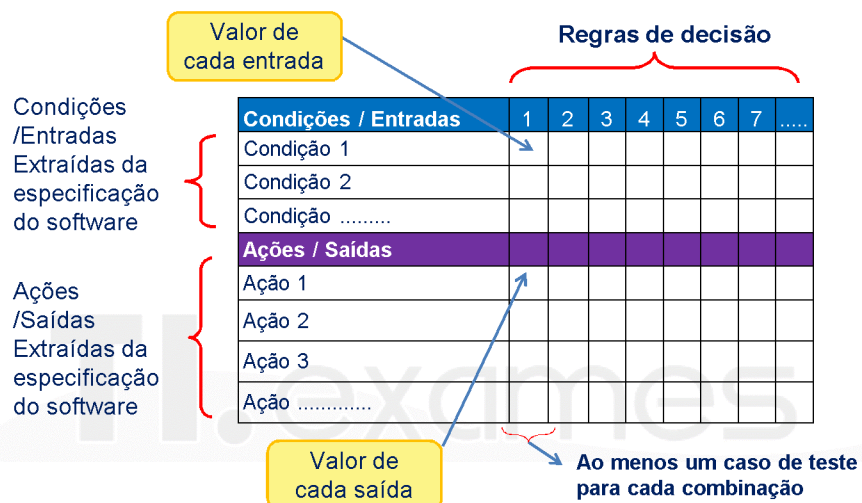 Valor de
cada entrada
Regras de decisão
Condições
/Entradas
Extraídas da
especificação
do software
Condições / Entradas 1 2 3 4 5 6 7 .....
Condição 1
Condição 2
Condição .........
Ações / Saídas
Ações
/Saídas
Extraídas da
especificação
do software
Ação 1
Ação 2
Ação 3
Ação .............
TI.exames
Valor de
cada saída
Ao menos um caso de teste
para cada combinação